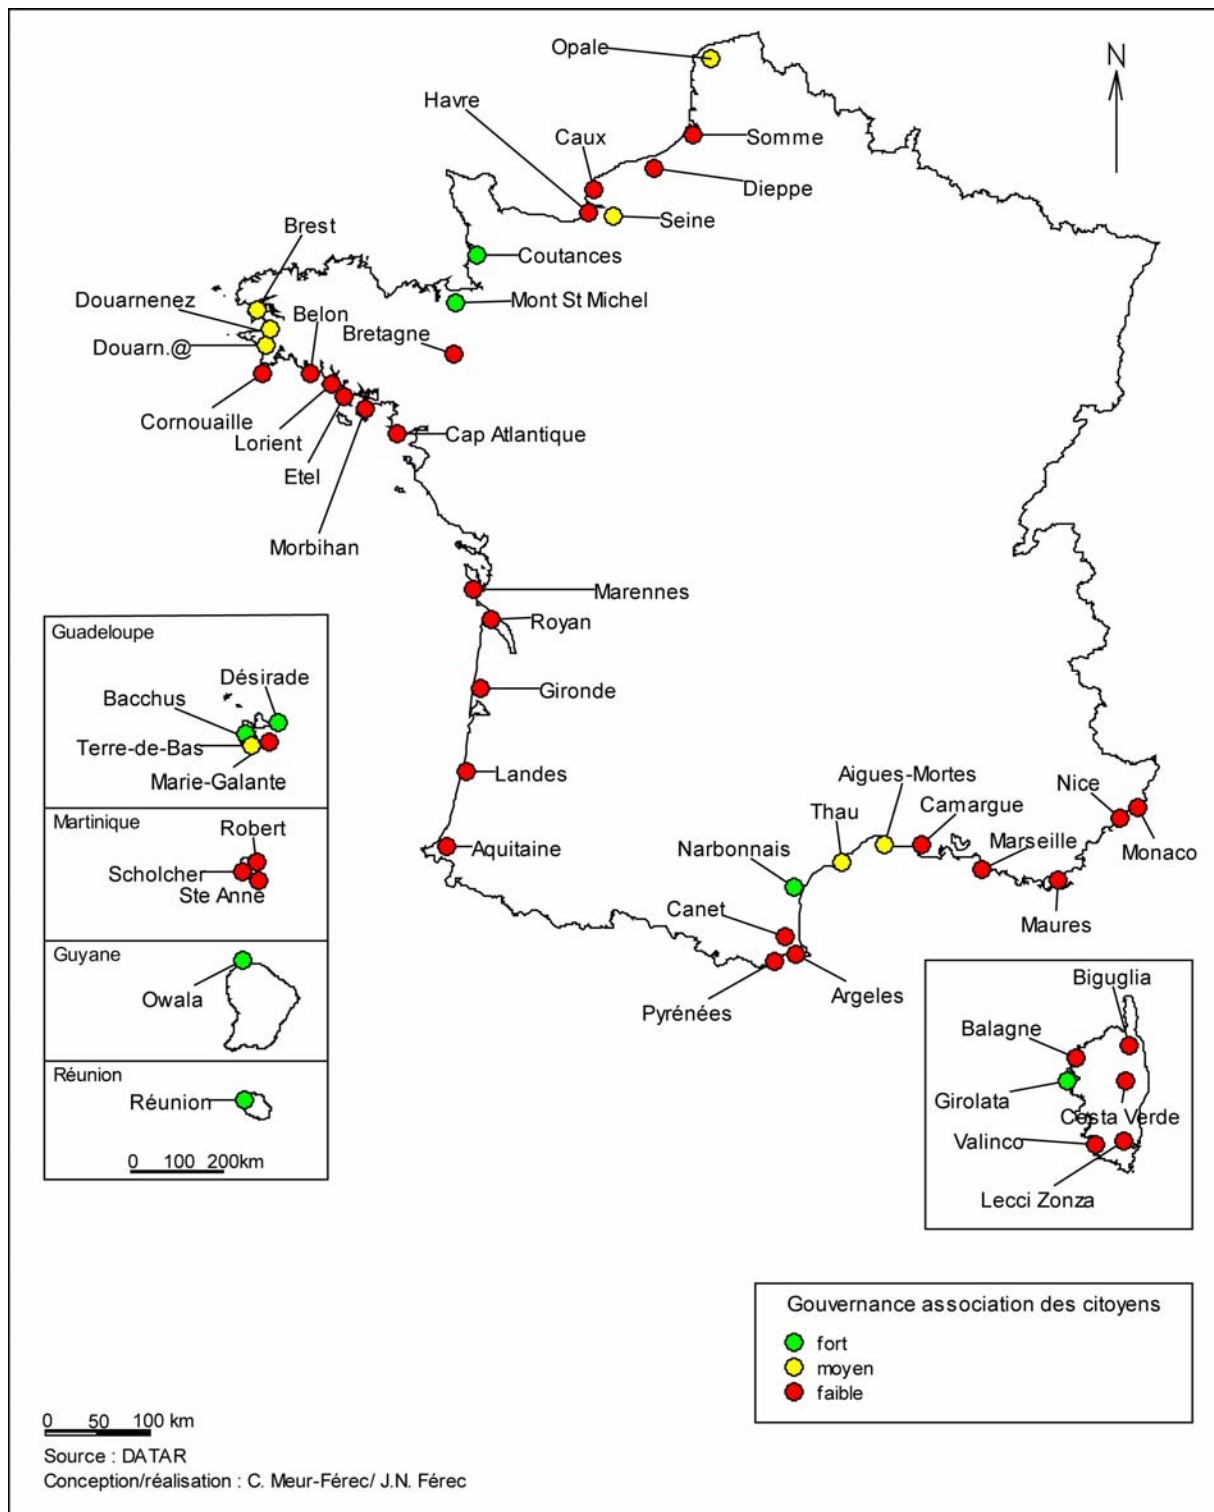 Opale
N
Havre
Somme
Caux
Dieppe
Seine
Brest
Coutances
Mont St Michel
Douarnenez
Belon
Bretagne
Douarn.@
Cornouaille
Lorient
Cap Atlantique
Etel
Morbihan
Marennes
Royan
Gironde
Landes
Aquitaine
Guadeloupe
Désirade
Bacchus
Terre-de-Bas
Marie-Galante
Martinique
Robert
Scholcher
Ste Anne
Guyane
Owala
Réunion
Réunion
0 100 200km
Aigues-Mortes
Nice
Thau
Camargue
Monaco
Narbonnais
Marseille
Canet
Maures
Pyrénées
Argeles
Biguglia
Balagne
Girolata
Costa Verde
Valinco
Lecci Zonza
Gouvernance association des citoyens
fort
moyen
faible
0 50 100 km
Source : DATAR
Conception/réalisation : C. Meur-Férec/ J.N. Férec